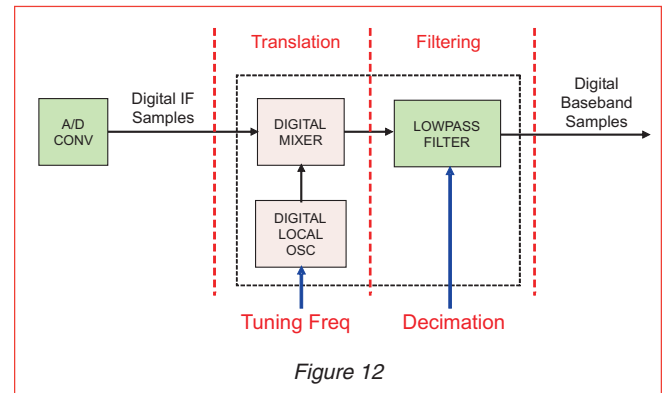 Translation
Filtering
Digital IF
Samples
Digital
Baseband
Samples
A/D
CONV
DIGITAL
MIXER
LOWPASS
FILTER
DIGITAL
LOCAL
OSC
Tuning Freq
Decimation
Figure 12